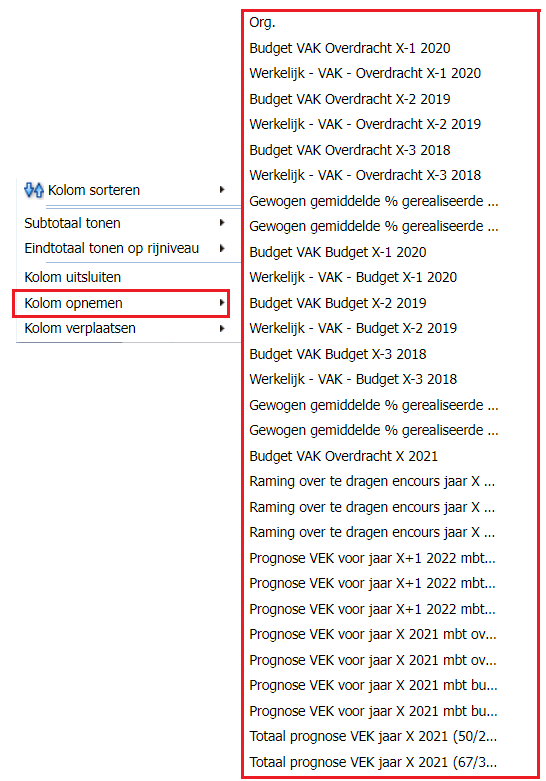 Kolom sorteren
Subtotaal tonen
Eindtotaal tonen op rijniveau
Kolom uitsluiten
Kolom opnemen
Kolom verplaatsen
Org.
Budget VAK Overdracht X-1 2020
Werkelijk - VAK - Overdracht X-1 2020
Budget VAK Overdracht X-2 2019
Werkelijk - VAK - Overdracht X-2 2019
Budget VAK Overdracht X-3 2018
Werkelijk - VAK - Overdracht X-3 2018
Gewogen gemiddelde % gerealiseerde ...
Gewogen gemiddelde % gerealiseerde ...
Budget VAK Budget X-1 2020
Werkelijk - VAK - Budget X-1 2020
Budget VAK Budget X-2 2019
Werkelijk - VAK - Budget X-2 2019
Budget VAK Budget X-3 2018
Werkelijk - VAK - Budget X-3 2018
Gewogen gemiddelde % gerealiseerde ...
Gewogen gemiddelde % gerealiseerde ...
Budget VAK Overdracht X 2021
Raming over te dragen encours jaar X ...
Raming over te dragen encours jaar X ...
Raming over te dragen encours jaar X ...
Prognose VEK voor jaar X+1 2022 mbt...
Prognose VEK voor jaar X+1 2022 mbt...
Prognose VEK voor jaar X+1 2022 mbt...
Prognose VEK voor jaar X 2021 mbt ov...
Prognose VEK voor jaar X 2021 mbt ov...
Prognose VEK voor jaar X 2021 mbt bu...
Prognose VEK voor jaar X 2021 mbt bu...
Totaal prognose VEK jaar X 2021 (50/2...
Totaal prognose VEK jaar X 2021 (67/3...